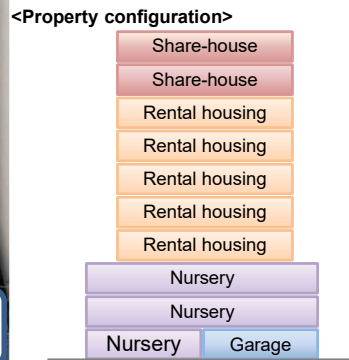 <Property configuration>
Share-house
Share-house
Rental housing
Rental housing
Rental housing
Rental housing
Rental housing
Nursery
Nursery
Nursery Garage